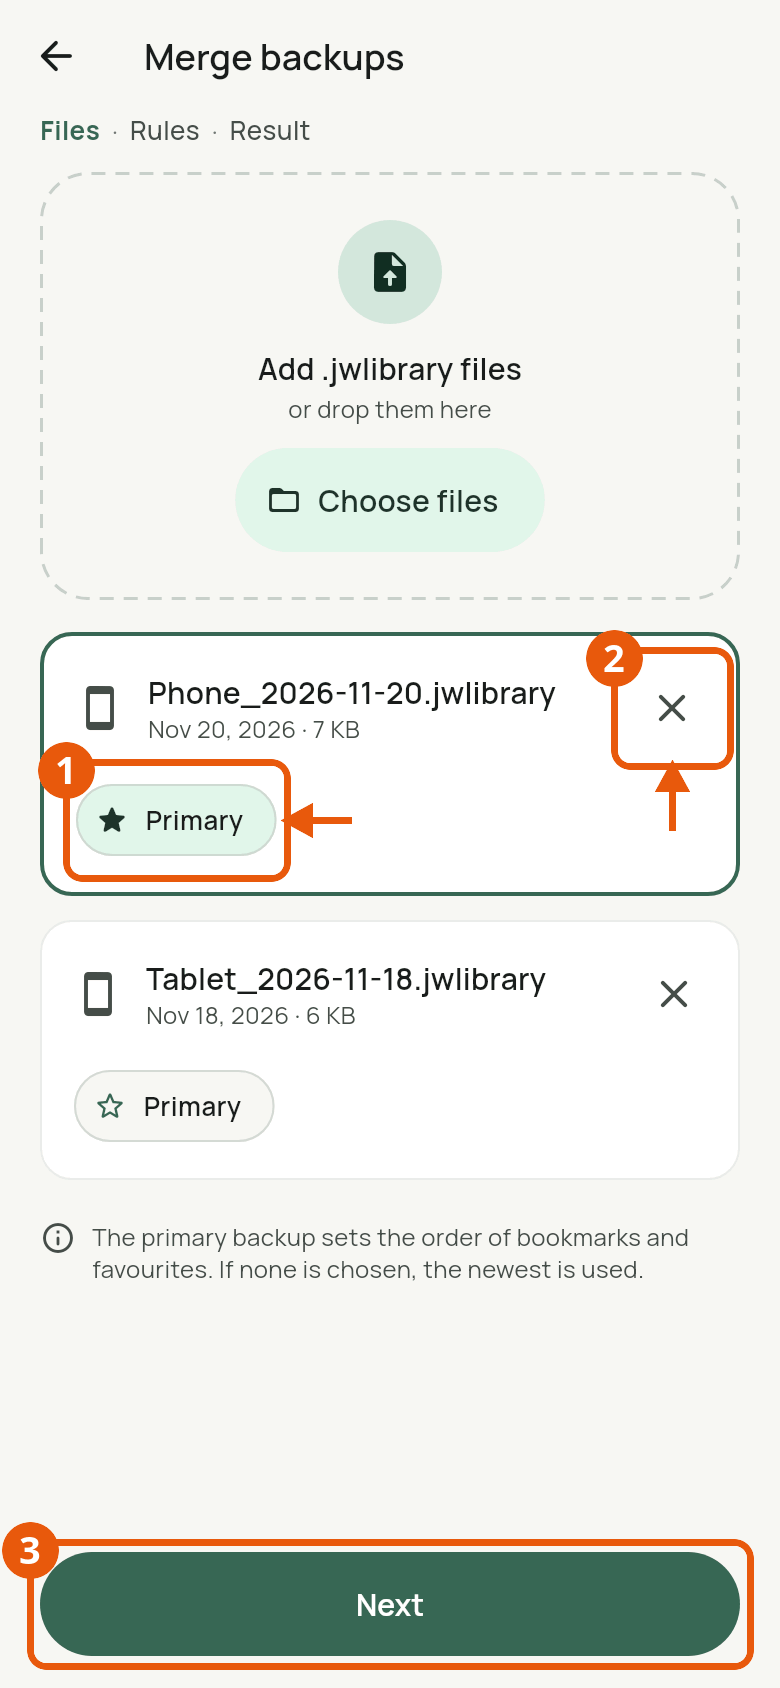 Merge backups
Files · Rules · Result
Add .jwlibrary files
or drop them here
Choose files
2
Phone_2026-11-20.jwlibrary
Nov 20, 2026 · 7 KB
1
Primary
Tablet_2026-11-18.jwlibrary
Nov 18, 2026 · 6 KB
Primary
The primary backup sets the order of bookmarks and
favourites. If none is chosen, the newest is used.
3
Next